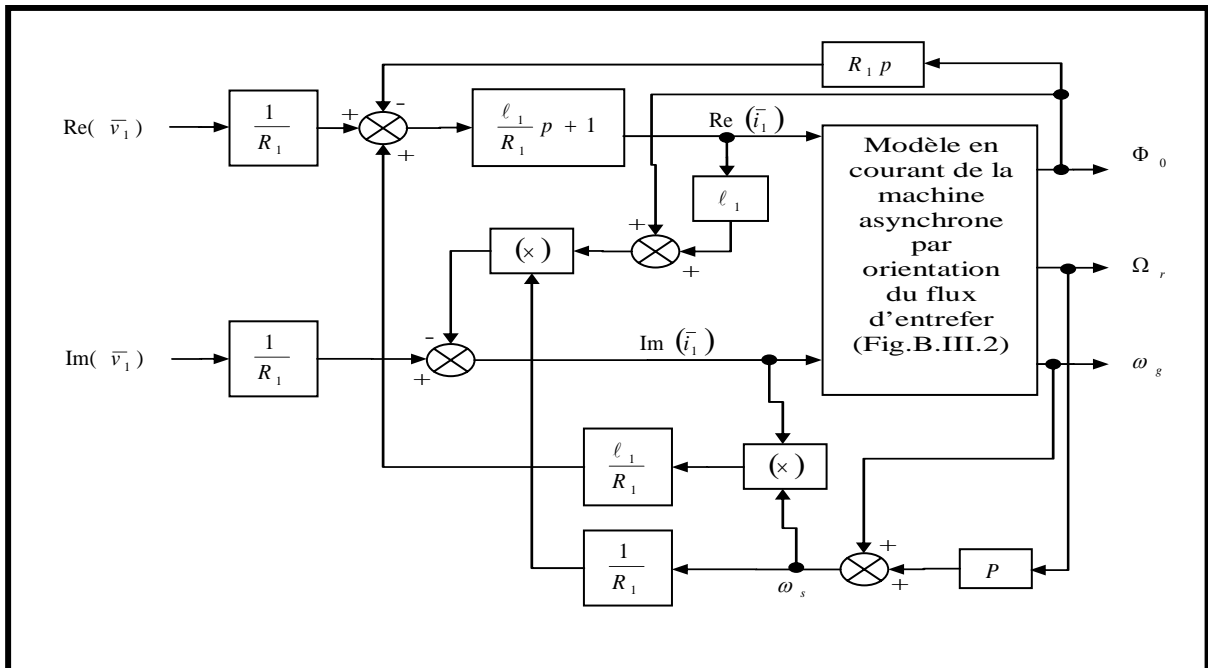 R₁ p
Re( v̅₁)
1
R₁
+
-
+
ℓ₁
R₁
p + 1
Re (i̅₁)
ℓ₁
Modèle en
courant de la
machine
asynchrone
par
orientation
du flux
d'entrefer
(Fig.B.III.2)
Φ₀
Ω_r
ω_g
(×)
+
+
Im( v̅₁)
1
R₁
-
+
Im (i̅₁)
ℓ₁
R₁
(×)
1
R₁
ω_s
+
+
P